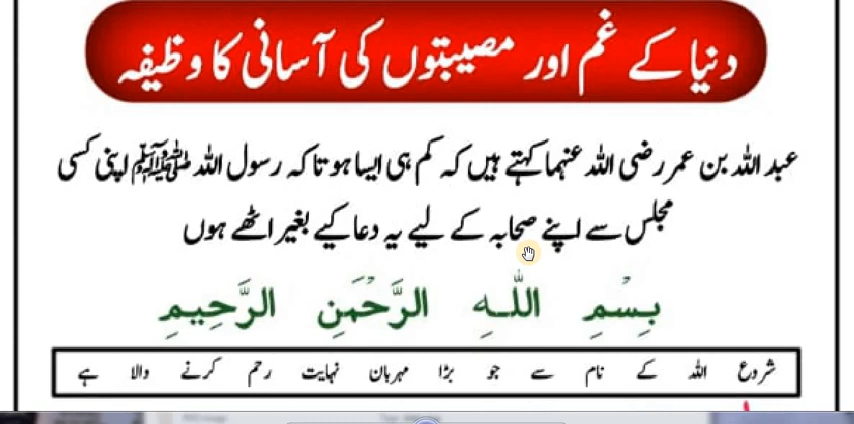 دنیا کے غم اور مصیبتوں کی آسانی کا وظیفہ
عبد اللہ بن عمر رضی اللہ عنہما کہتے ہیں کہ کم ہی ایسا ہوتا کہ رسول اللہ ﷺ اپنی کسی
مجلس سے اپنے صحابہ کے لیے یہ دعا کیے بغیر اٹھے ہوں
بِسْمِ اللّٰهِ الرَّحْمَنِ الرَّحِيمِ
شروع اللہ کے نام سے جو بڑا مہربان نہایت رحم کرنے والا ہے